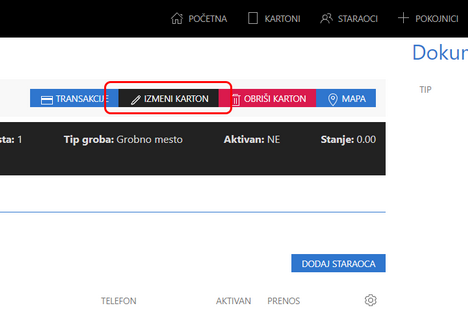 POČETNA KARTONI STARAOCI POKOJNICI
Dokum
TIP
TRANSAKCIJE IZMENI KARTON OBRIŠI KARTON MAPA
sta: 1 Tip groba: Grobno mesto Aktivan: NE Stanje: 0.00
DODAJ STARAOCA
TELEFON AKTIVAN PRENOS